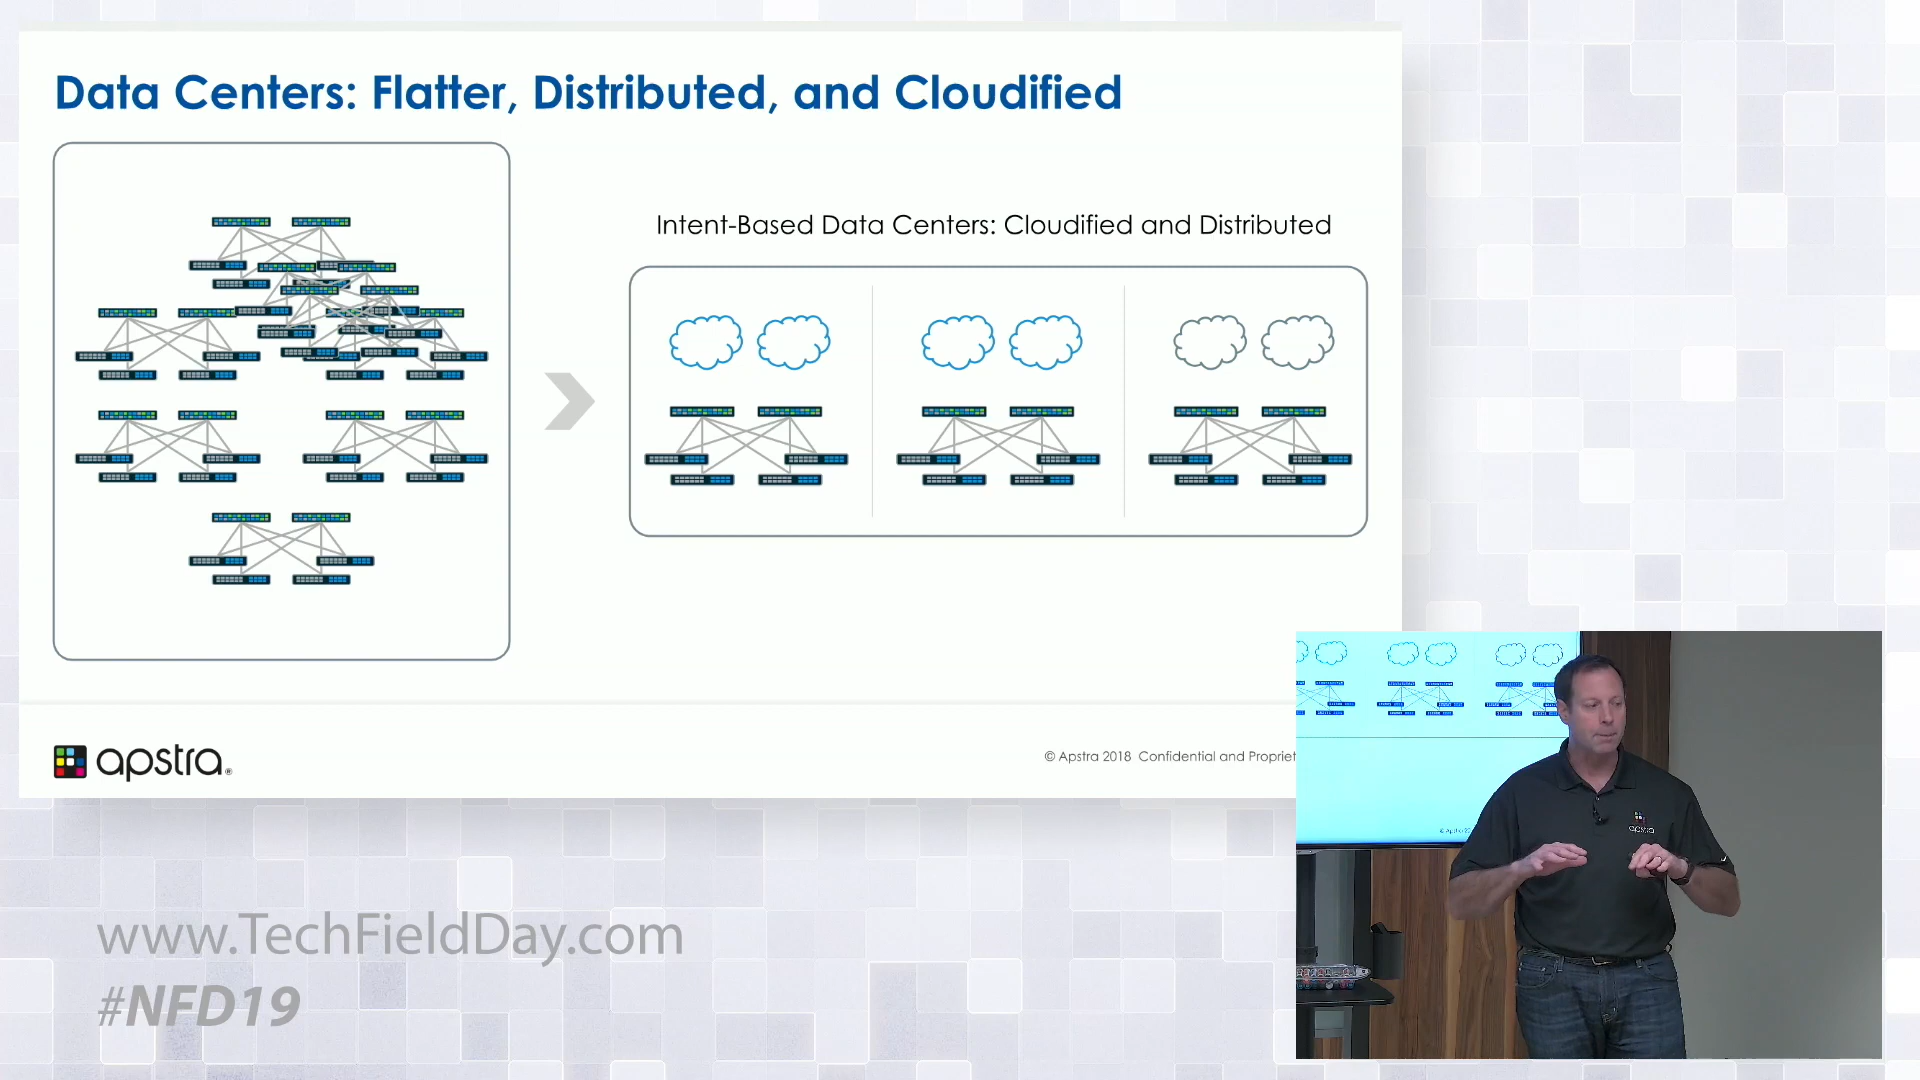 Data Centers: Flatter, Distributed, and Cloudified
Intent-Based Data Centers: Cloudified and Distributed
apstra®
© Apstra 2018 Confidential and Propriet
apstra
www.TechFieldDay.com
#NFD19